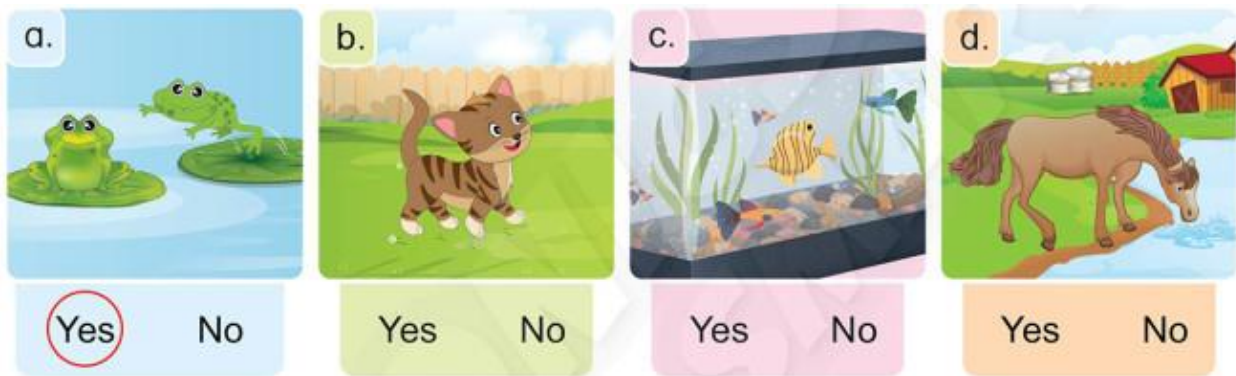 a.
b.
c.
d.
Yes No
Yes No
Yes No
Yes No